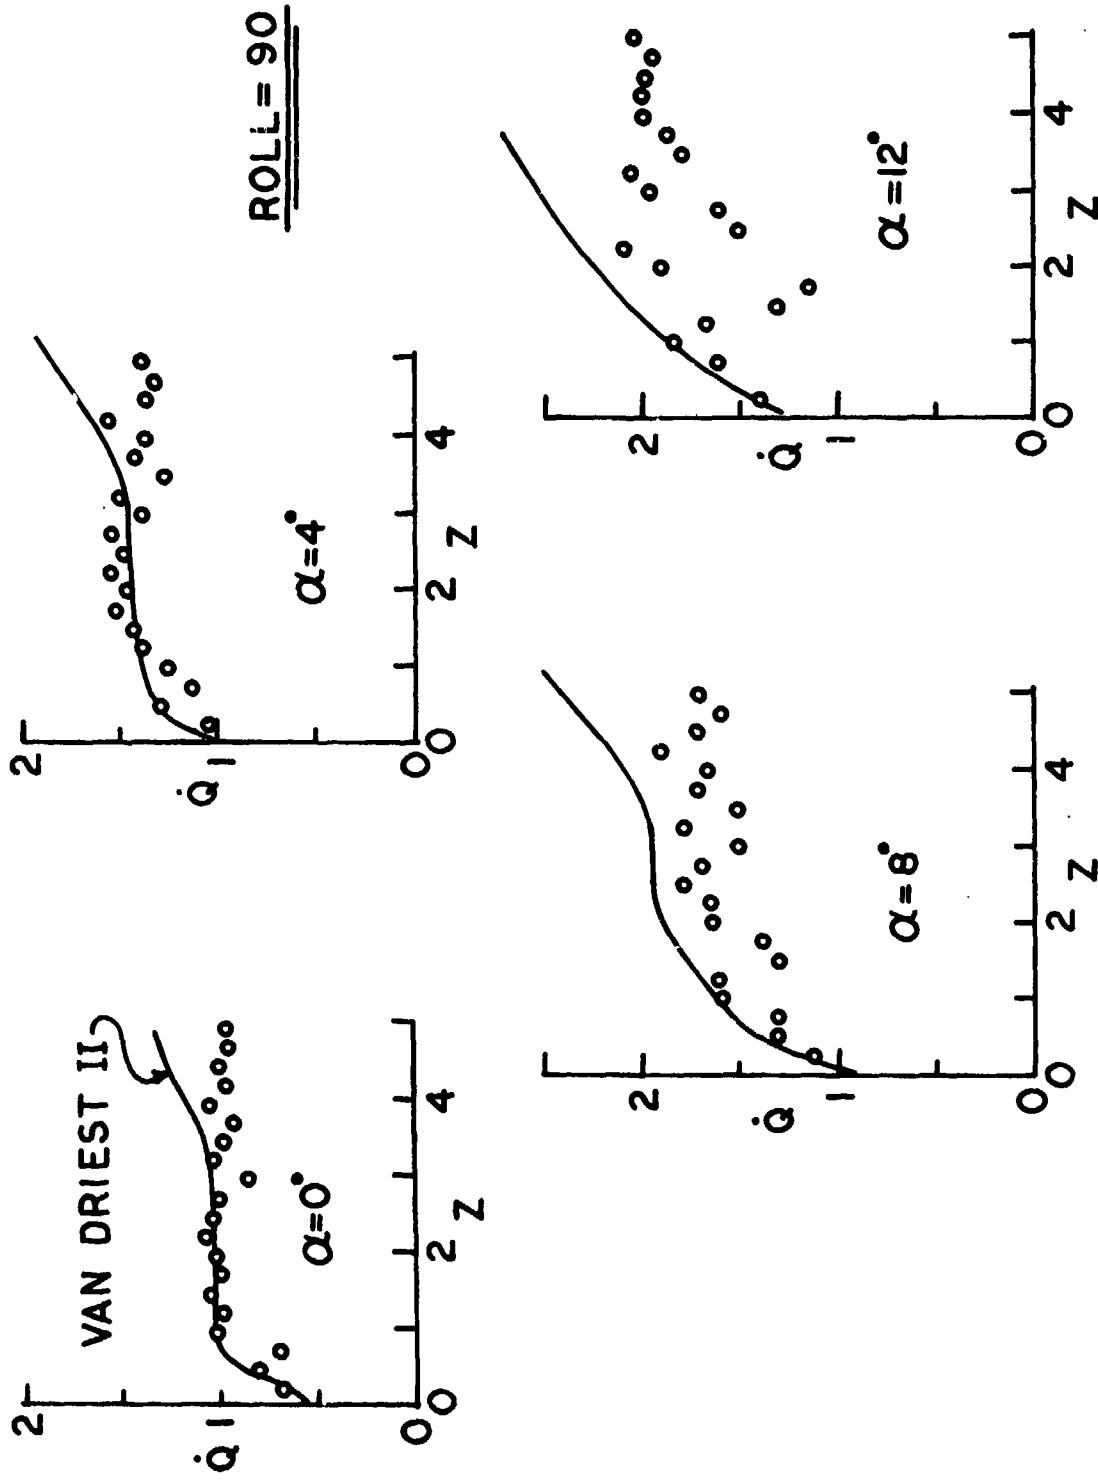 VAN DRIEST II
2
Q̇ 1
0
α=0°
0 2 4
Z
2
Q̇ 1
0
α=4°
0 2 4
Z
ROLL = 90
2
Q̇
1
0
α=8°
0 2 4
Z
2
Q̇
1
0
α=12°
0 2 4
Z